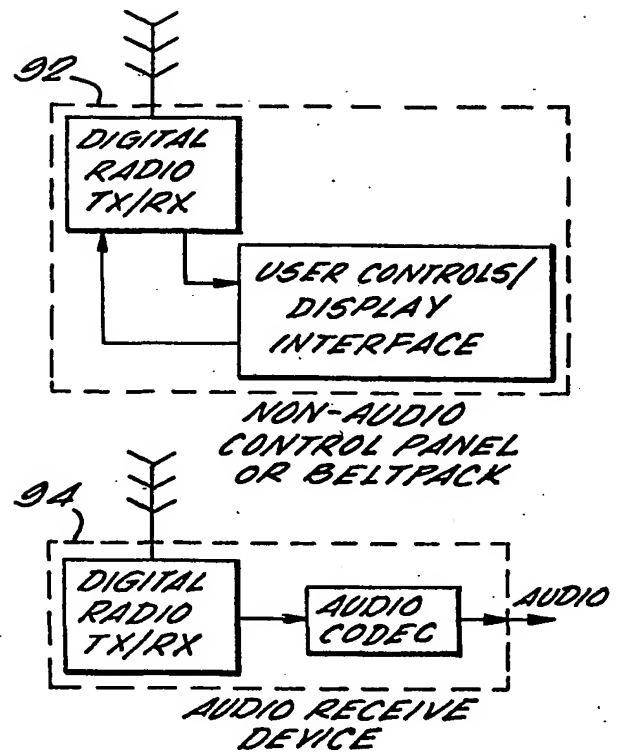 92
DIGITAL
RADIO
TX/RX
USER CONTROLS/
DISPLAY
INTERFACE
NON-AUDIO
CONTROL PANEL
OR BELTPACK
94
DIGITAL
RADIO
TX/RX
AUDIO
CODEC
AUDIO
AUDIO RECEIVE
DEVICE